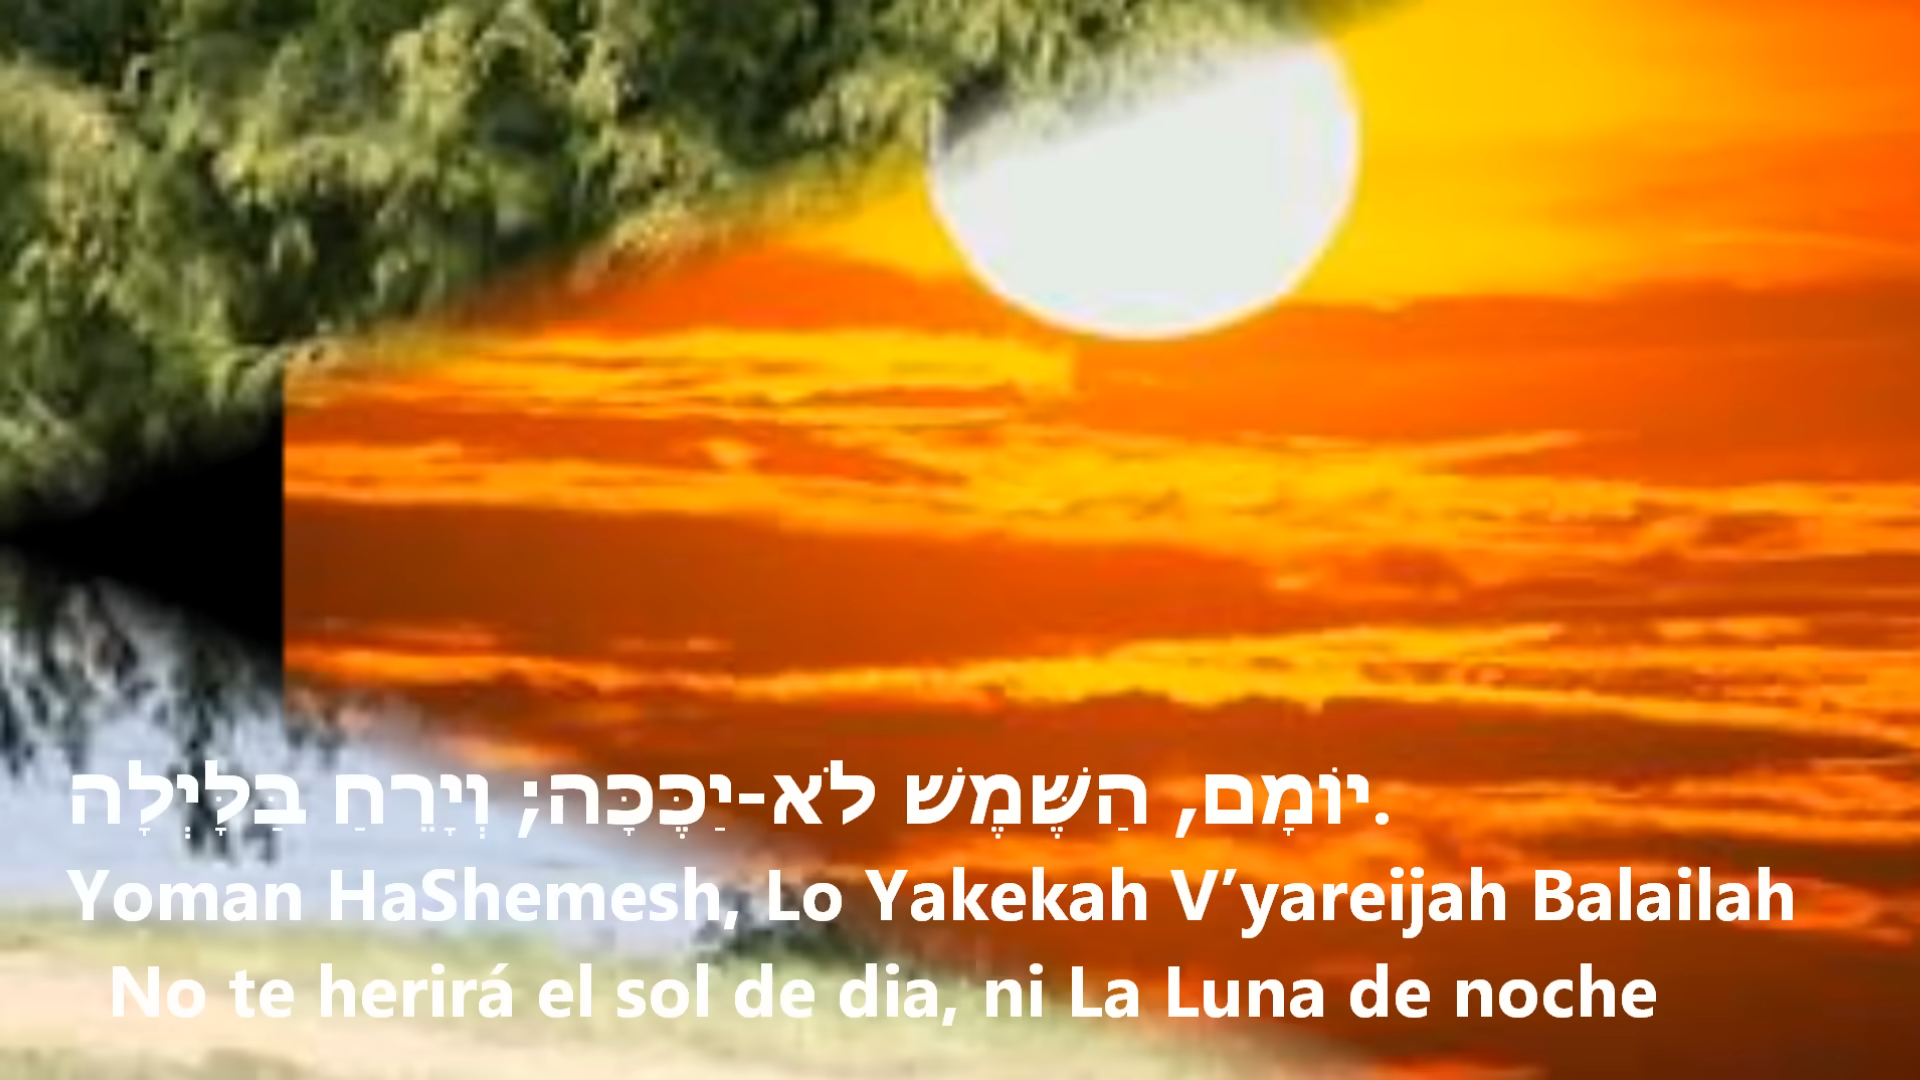 יוֹמָם, הַשֶּׁמֶשׁ לֹא-יַכֶּכָּה; וְיָרֵחַ בַּלָּיְלָה.
Yoman HaShemesh, Lo Yakekah V’yareijah Balailah
No te herirá el sol de dia, ni La Luna de noche